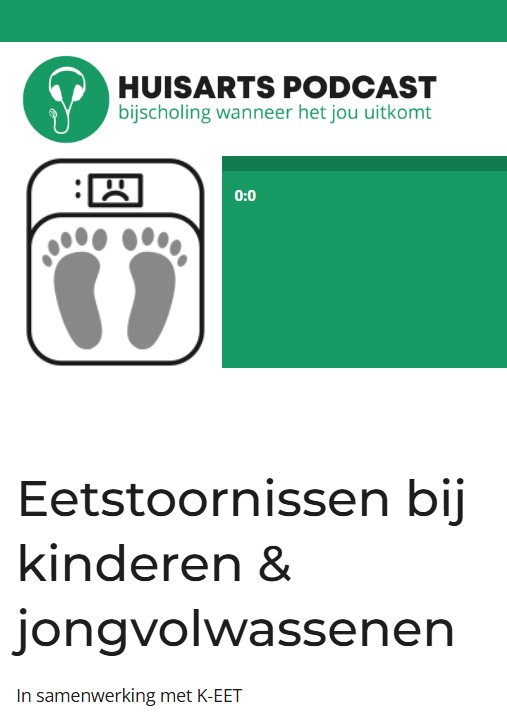 HUISARTS PODCAST
bijscholing wanneer het jou uitkomt
0:0
Eetstoornissen bij
kinderen &
jongvolwassenen
In samenwerking met K-EET